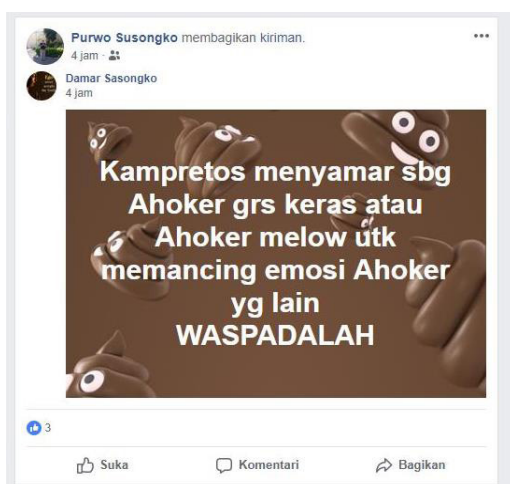 Purwo Susongko membagikan kiriman.
4 jam ·
Damar Sasongko
4 jam
Kampretos menyamar sbg
Ahoker grs keras atau
Ahoker melow utk
memancing emosi Ahoker
yg lain
WASPADALAH
3
Suka Komentari Bagikan